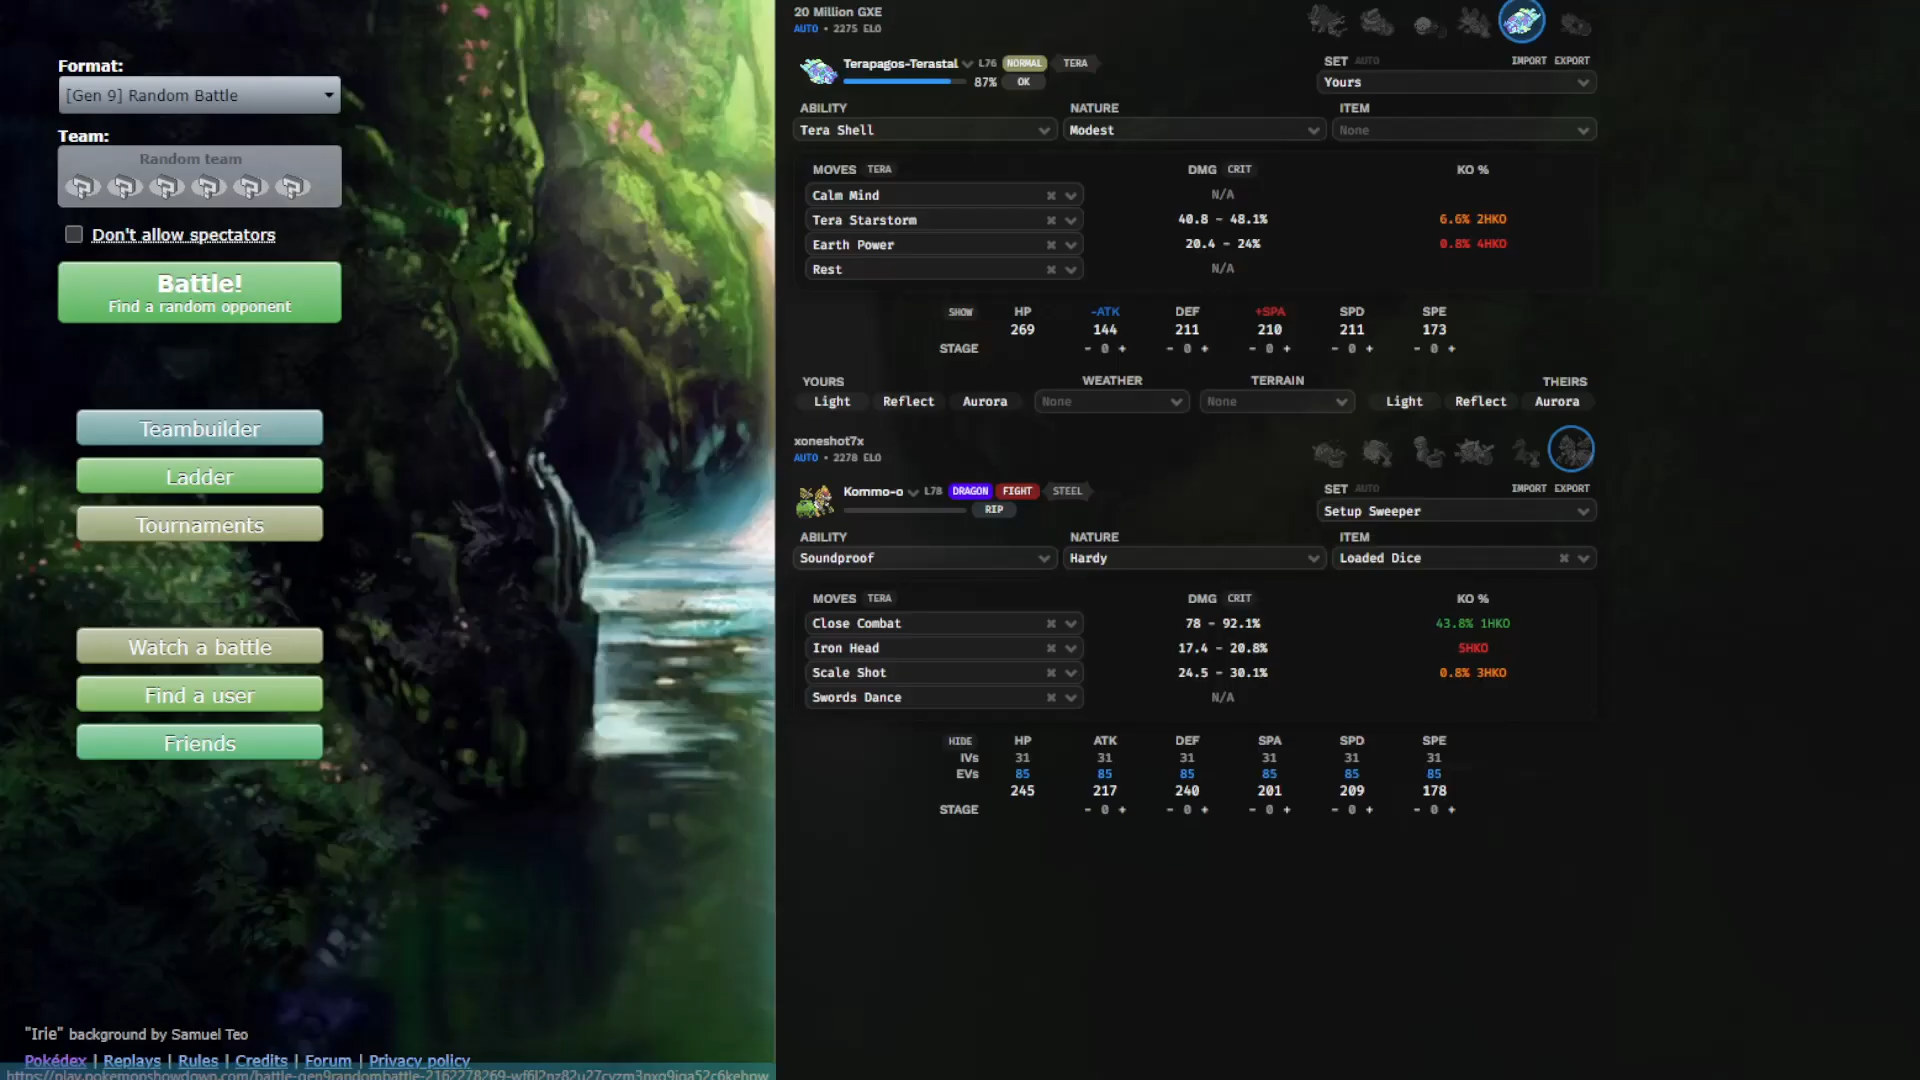 Format:
[Gen 9] Random Battle
Team:
Random team
Don't allow spectators
Battle!
Find a random opponent
Teambuilder
Ladder
Tournaments
Watch a battle
Find a user
Friends
"Irie" background by Samuel Teo
Pokédex | Replays | Rules | Credits | Forum | Privacy policy
20 Million GXE
AUTO • 2275 ELO
Terapagos-Terastal L76 NORMAL TERA
87% OK
SET AUTO IMPORT EXPORT
Yours
ABILITY NATURE ITEM
Tera Shell Modest None
MOVES TERA DMG CRIT KO %
Calm Mind N/A
Tera Starstorm 40.8 - 48.1% 6.6% 2HKO
Earth Power 20.4 - 24% 0.8% 4HKO
Rest N/A
SHOW HP -ATK DEF +SPA SPD SPE
269 144 211 210 211 173
STAGE - 0 + - 0 + - 0 + - 0 + - 0 +
YOURS WEATHER TERRAIN THEIRS
Light Reflect Aurora None None Light Reflect Aurora
xoneshot7x
AUTO • 2278 ELO
Kommo-o L78 DRAGON FIGHT STEEL
RIP
SET AUTO IMPORT EXPORT
Setup Sweeper
ABILITY NATURE ITEM
Soundproof Hardy Loaded Dice
MOVES TERA DMG CRIT KO %
Close Combat 78 - 92.1% 43.8% 1HKO
Iron Head 17.4 - 20.8% 5HKO
Scale Shot 24.5 - 30.1% 0.8% 3HKO
Swords Dance N/A
HIDE HP ATK DEF SPA SPD SPE
IVs 31 31 31 31 31 31
EVs 85 85 85 85 85 85
245 217 240 201 209 178
STAGE - 0 + - 0 + - 0 + - 0 + - 0 +